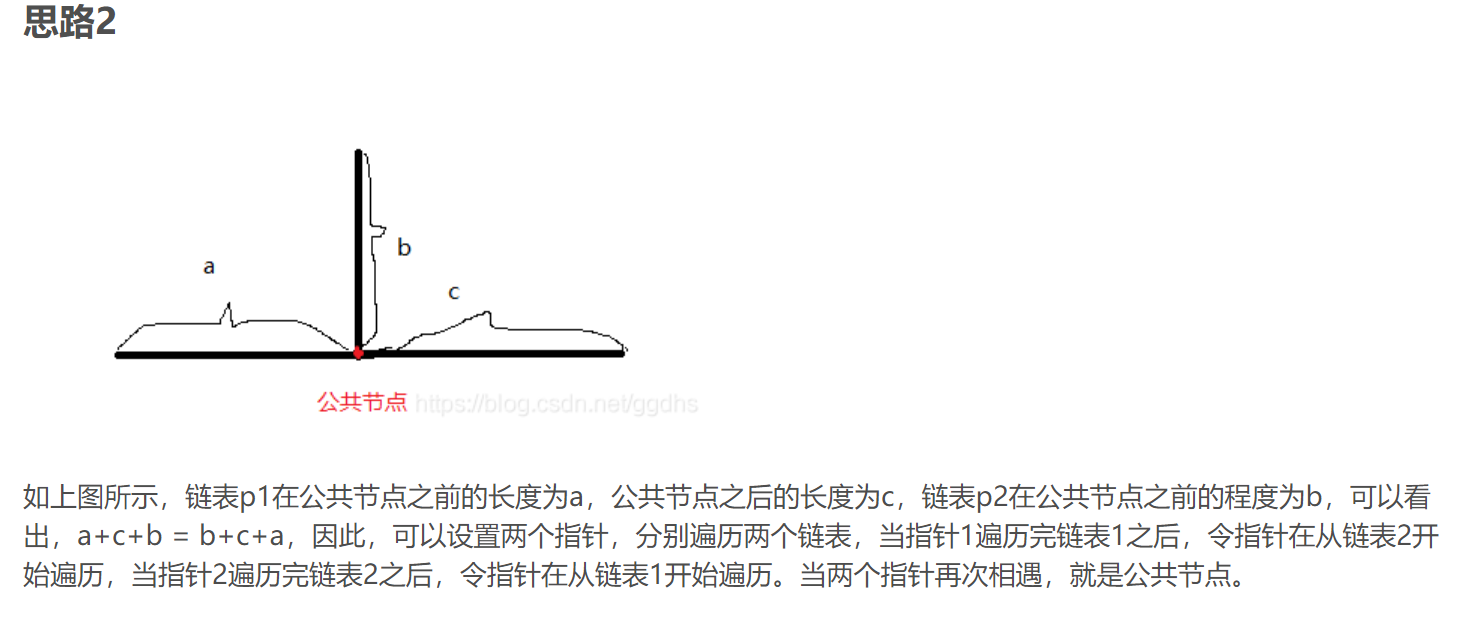 思路2
b
a
c
公共节点 https://blog.csdn.net/ggdhs
如上图所示，链表p1在公共节点之前的长度为a，公共节点之后的长度为c，链表p2在公共节点之前的程度为b，可以看
出，a+c+b = b+c+a，因此，可以设置两个指针，分别遍历两个链表，当指针1遍历完链表1之后，令指针在从链表2开
始遍历，当指针2遍历完链表2之后，令指针在从链表1开始遍历。当两个指针再次相遇，就是公共节点。